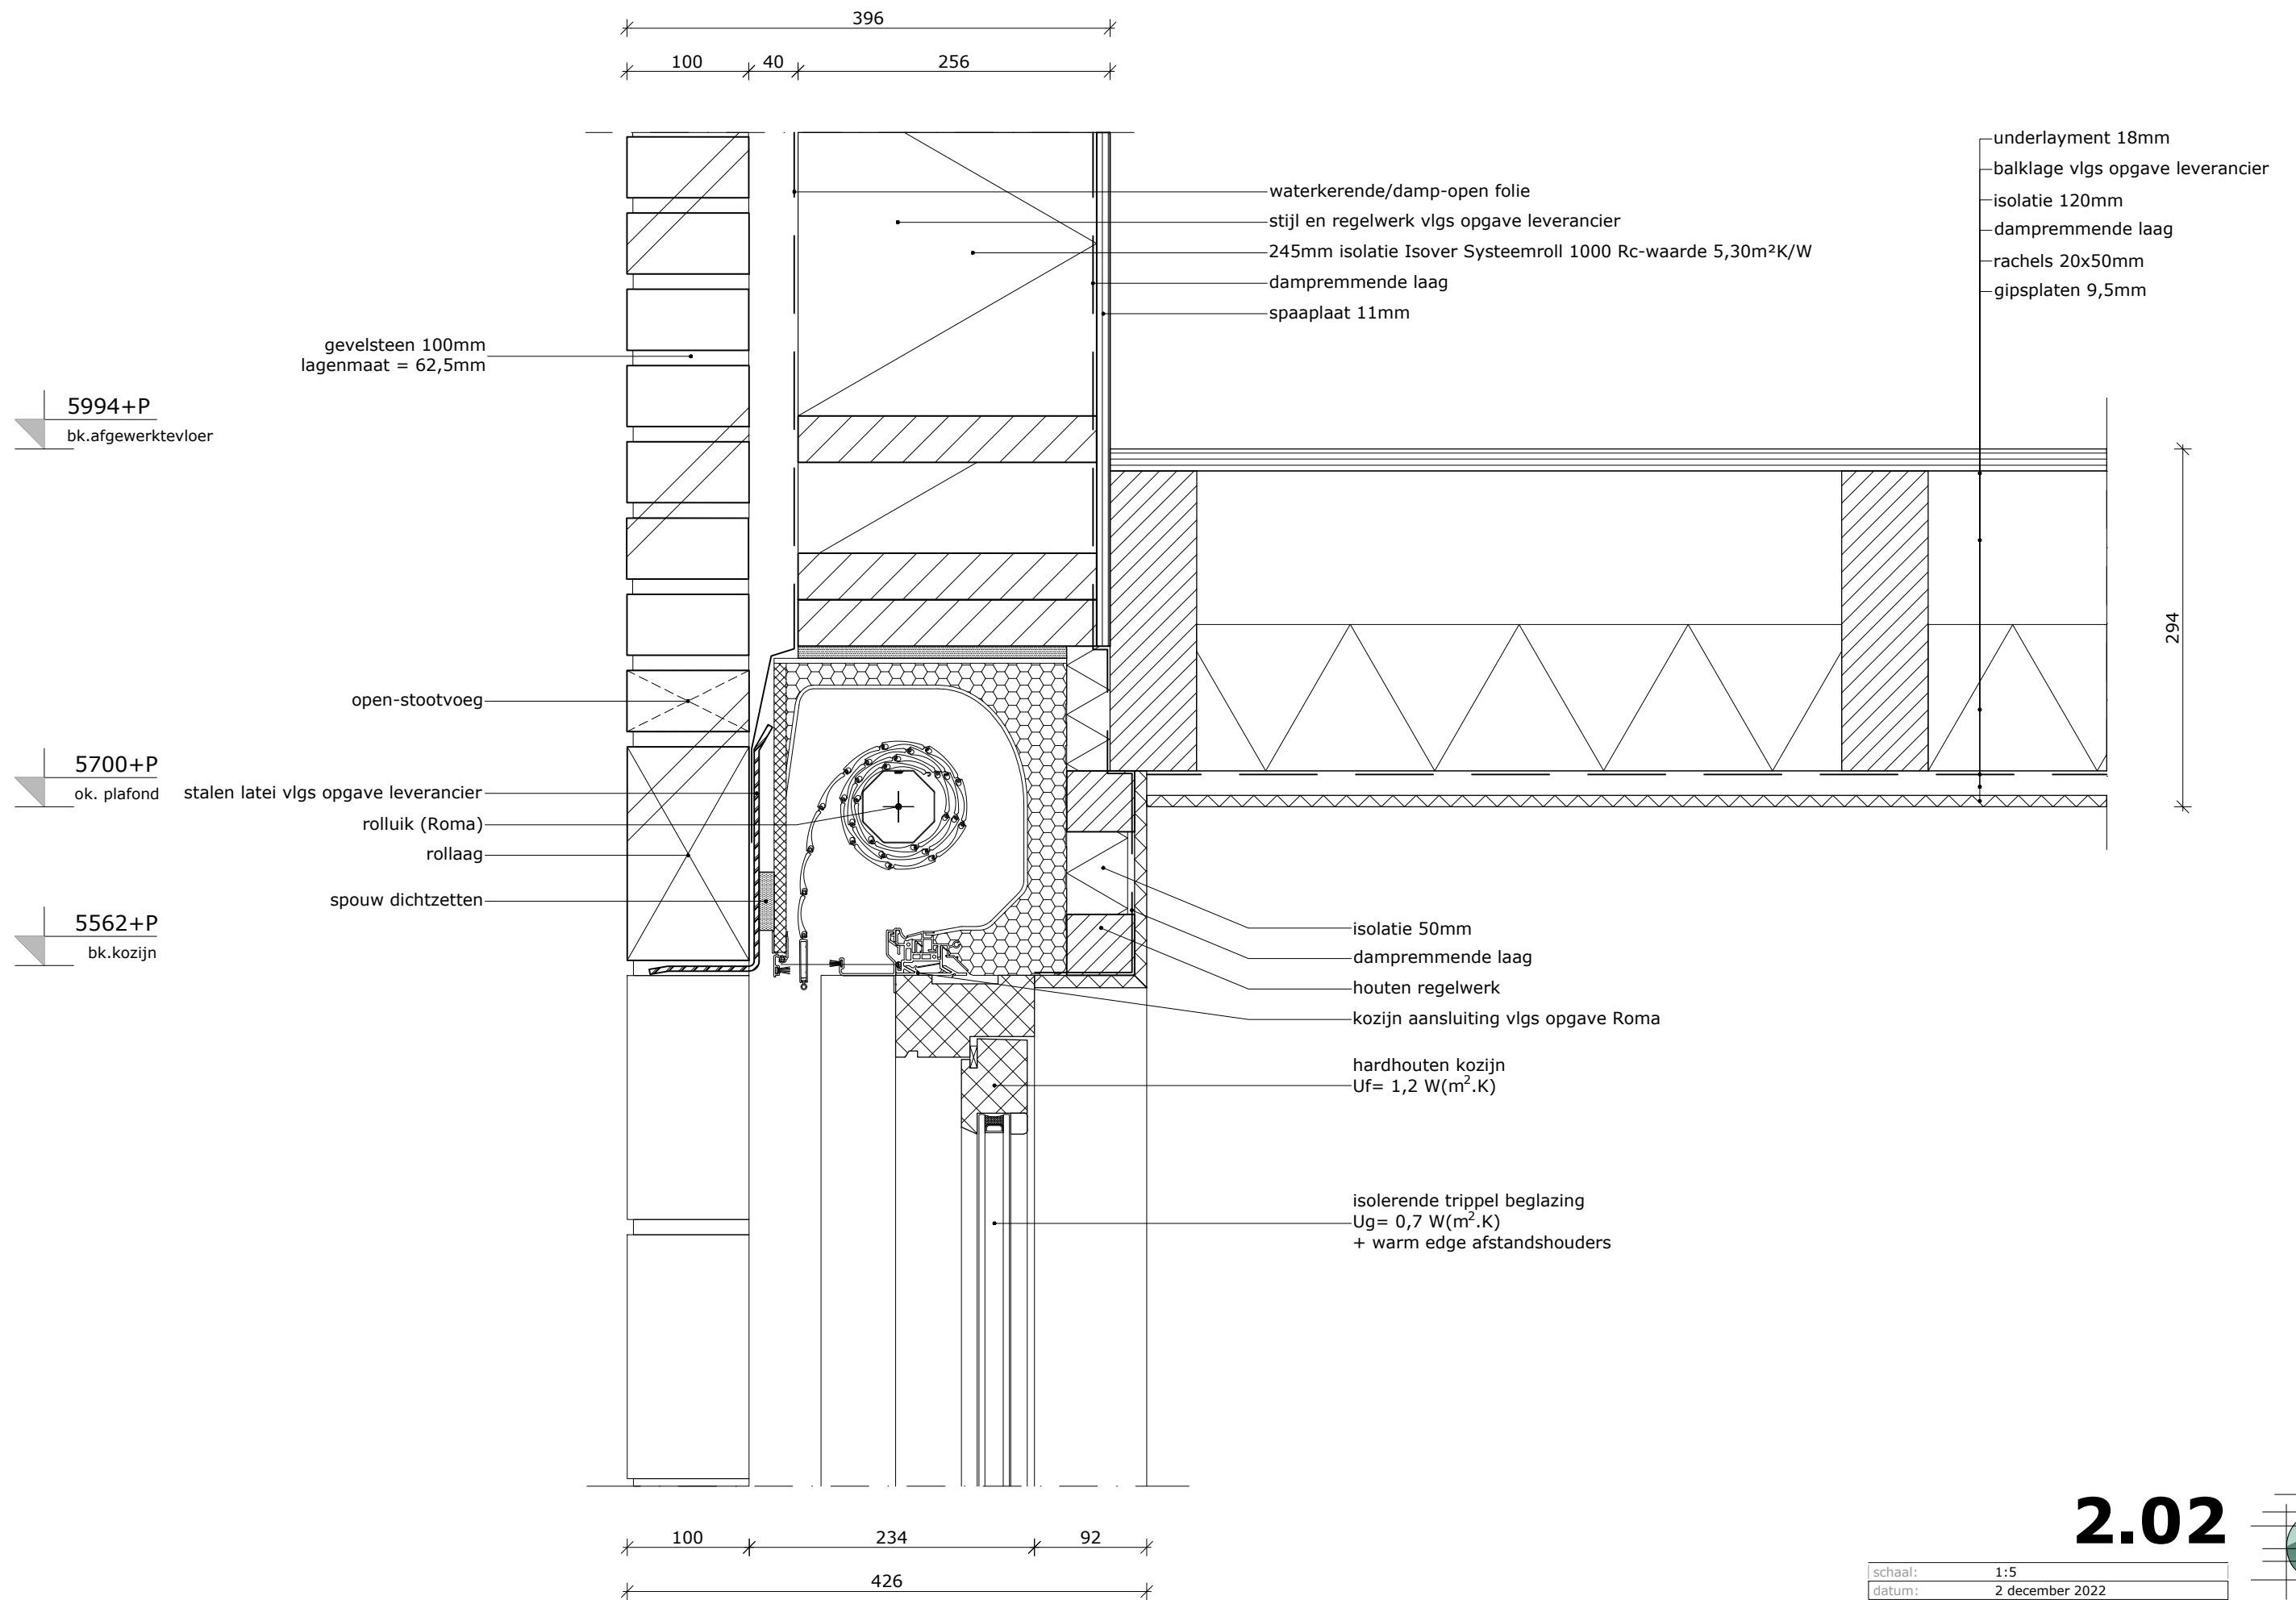 396
100
40
256
underlayment 18mm
balklage vlgs opgave leverancier
isolatie 120mm
dampremmende laag
rachels 20x50mm
gipsplaten 9,5mm
waterkerende/damp-open folie
stijl en regelwerk vlgs opgave leverancier
245mm isolatie Isover Systeemroll 1000 Rc-waarde 5,30m²K/W
dampremmende laag
spaaplaat 11mm
gevelsteen 100mm
lagenmaat = 62,5mm
5994+P
bk.afgewerktevloer
294
open-stootvoeg
5700+P
ok. plafond
stalen latei vlgs opgave leverancier
rolluik (Roma)
rollaag
spouw dichtzetten
5562+P
bk.kozijn
isolatie 50mm
dampremmende laag
houten regelwerk
kozijn aansluiting vlgs opgave Roma
hardhouten kozijn
Uf= 1,2 W(m².K)
isolerende trippel beglazing
Ug= 0,7 W(m².K)
+ warm edge afstandshouders
100
234
92
426
2.02
schaal: 1:5
datum: 2 december 2022